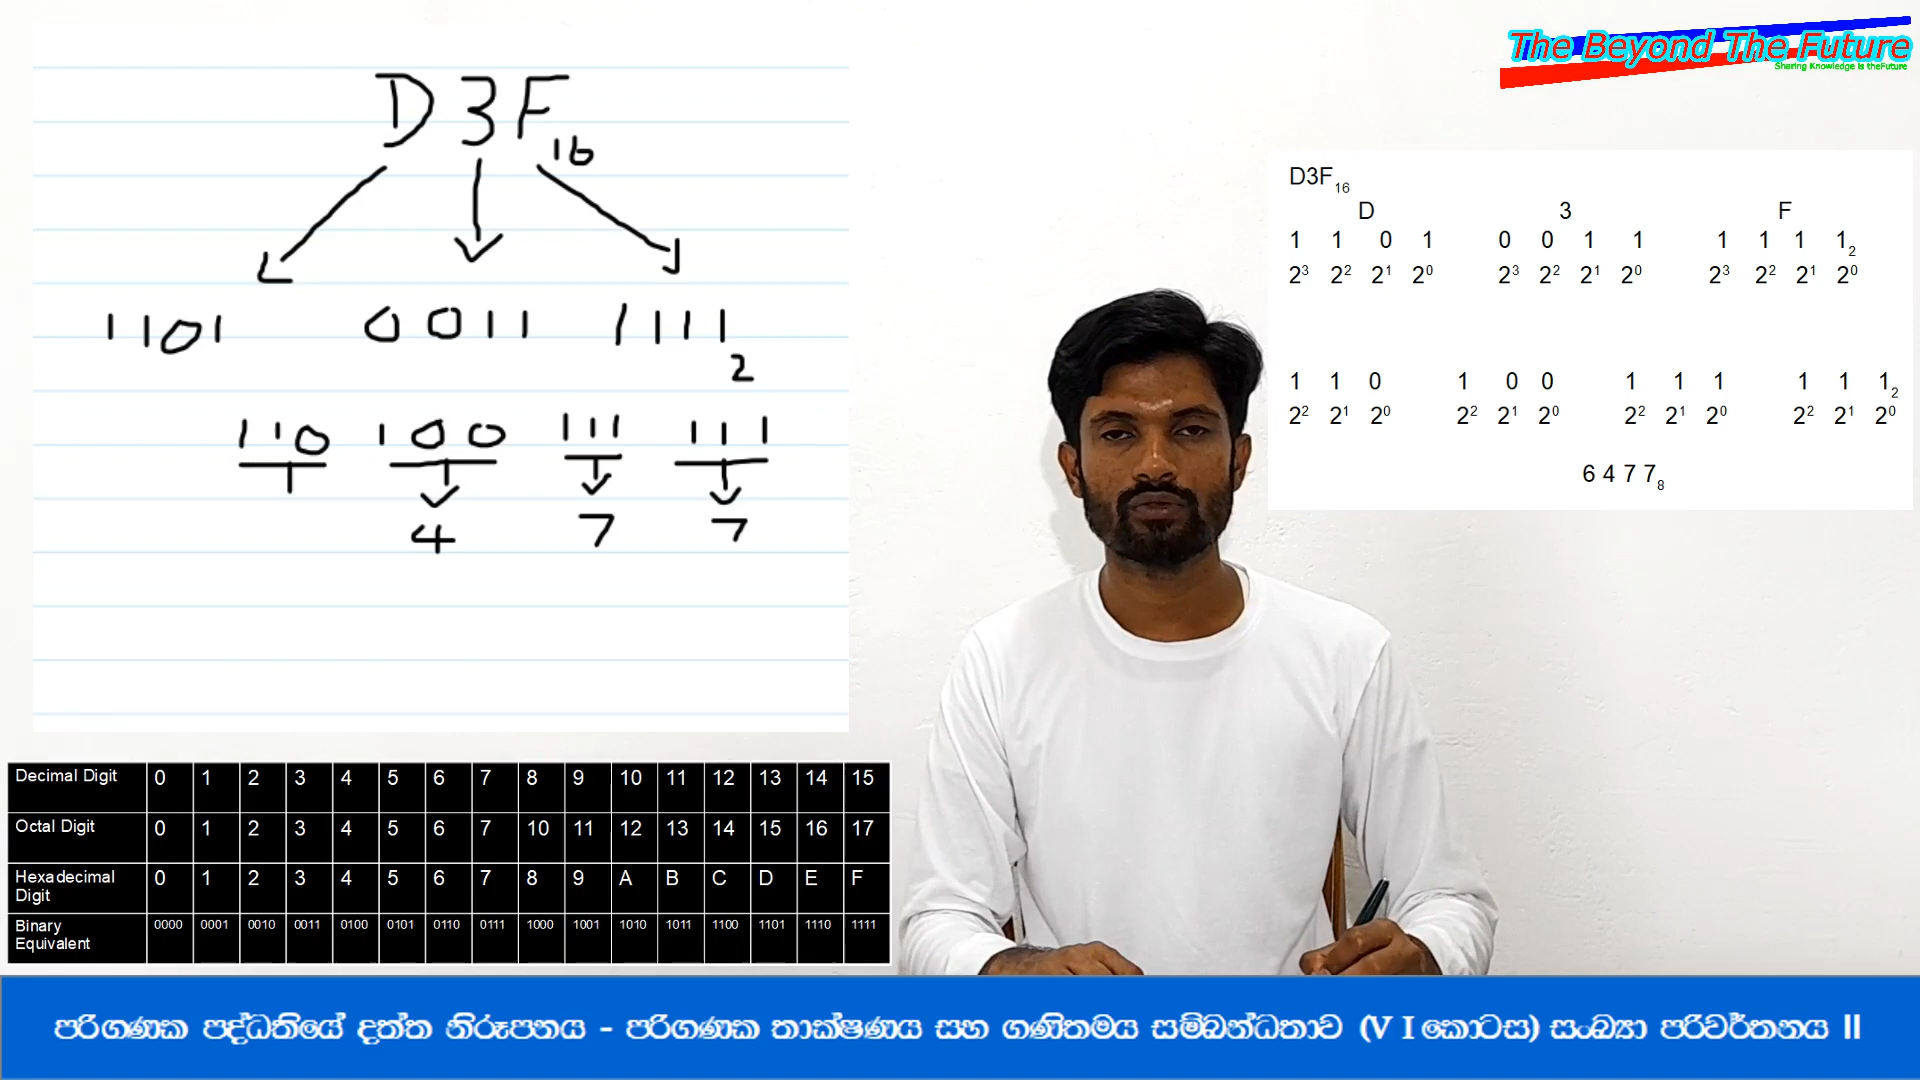 The Beyond The Future
Sharing Knowledge is theFuture
D 3 F16
1101 0011 11112
110 100 111 111
4 7 7
D3F16
D 3 F
1 1 0 1 0 0 1 1 1 1 1 12
2³ 2² 2¹ 2⁰ 2³ 2² 2¹ 2⁰ 2³ 2² 2¹ 2⁰
1 1 0 1 0 0 1 1 1 1 1 12
2² 2¹ 2⁰ 2² 2¹ 2⁰ 2² 2¹ 2⁰ 2² 2¹ 2⁰
6 4 7 78
Decimal Digit 0 1 2 3 4 5 6 7 8 9 10 11 12 13 14 15
Octal Digit 0 1 2 3 4 5 6 7 10 11 12 13 14 15 16 17
Hexadecimal Digit 0 1 2 3 4 5 6 7 8 9 A B C D E F
Binary Equivalent 0000 0001 0010 0011 0100 0101 0110 0111 1000 1001 1010 1011 1100 1101 1110 1111
පරිගණක පද්ධතියේ දත්ත නිරූපනය - පරිගණක තාක්ෂණය සහ ගණිතමය සම්බන්ධතාව (V I කොටස) සංඛ්‍යා පරිවර්තනය II